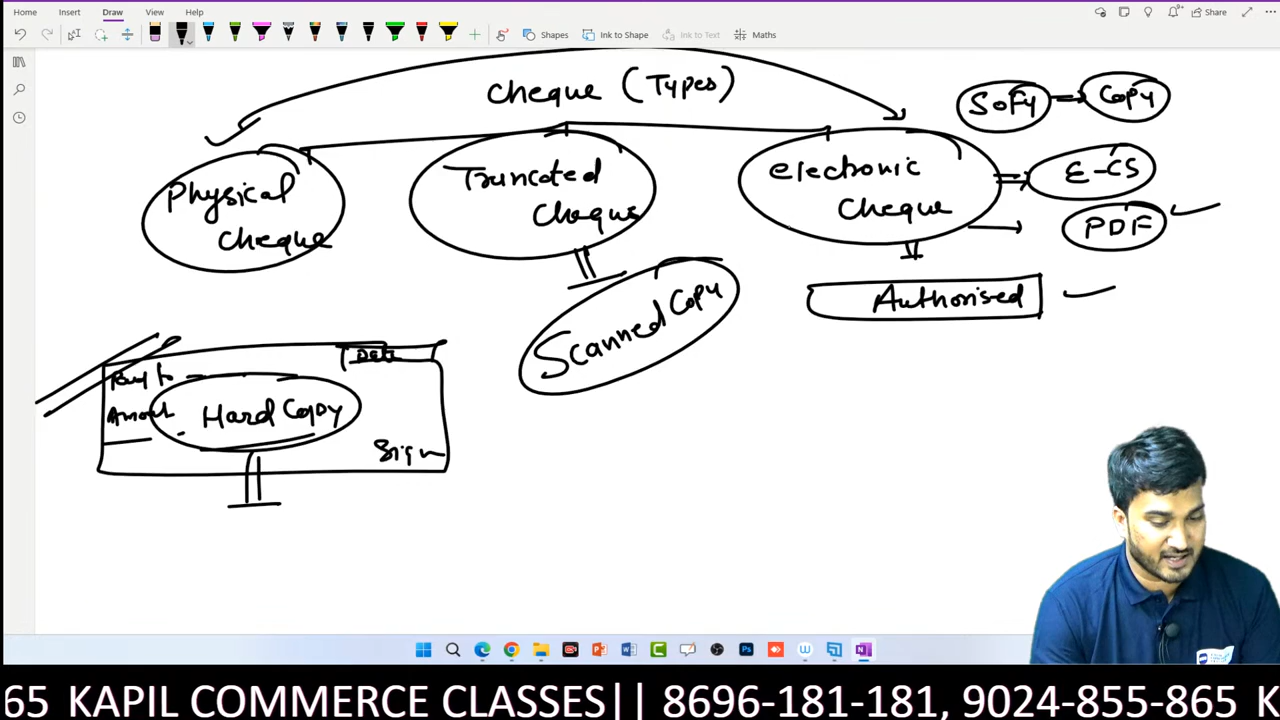 Home Insert Draw View Help Share
Shapes Ink to Shape Ink to Text Maths
Cheque (Types)
Soft Copy
Physical
Cheque
Truncated
Cheque
electronic
Cheque
E-CS
PDF
Authorised
Scanned Copy
Date
Pay to
Amount
Hard Copy
Sign
65 KAPIL COMMERCE CLASSES|| 8696-181-181, 9024-855-865 K